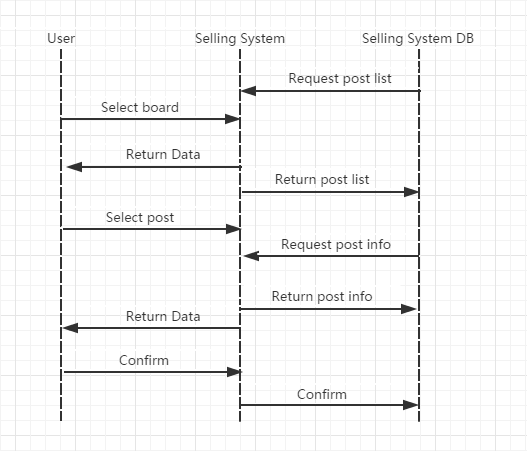 User
Selling System
Selling System DB
Request post list
Select board
Return Data
Return post list
Select post
Request post info
Return post info
Return Data
Confirm
Confirm